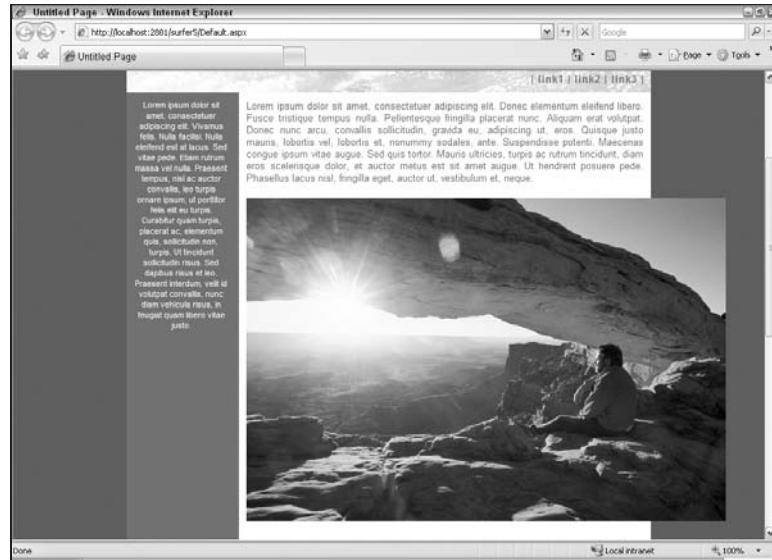 Untitled Page - Windows Internet Explorer
http://localhost:2801/surfer5/Default.aspx
Google
Untitled Page
Page
Tools
| link1 | link2 | link3 |
Lorem ipsum dolor sit
amet, consectetuer
adipiscing elit. Vivamus
felis. Nulla facilisi. Nulla
eleifend est at lacus. Sed
vitae pede. Etiam rutrum
massa vel nulla. Praesent
tempus, nisl ac auctor
convallis, leo turpis
ornare ipsum, ut porttitor
felis elit eu turpis.
Curabitur quam turpis,
placerat ac, elementum
quis, sollicitudin non,
turpis. Ut tincidunt
sollicitudin risus. Sed
dapibus risus et leo.
Praesent interdum, velit id
volutpat convallis, nunc
diam vehicula risus, in
feugiat quam libero vitae
justo.
Lorem ipsum dolor sit amet, consectetuer adipiscing elit. Donec elementum eleifend libero.
Fusce tristique tempus nulla. Pellentesque fringilla placerat nunc. Aliquam erat volutpat.
Donec nunc arcu, convallis sollicitudin, gravida eu, adipiscing ut, eros. Quisque justo
mauris, lobortis vel, lobortis et, nonummy sodales, ante. Suspendisse potenti. Maecenas
congue ipsum vitae augue. Sed quis tortor. Mauris ultricies, turpis ac rutrum tincidunt, diam
eros scelerisque dolor, et auctor metus est sit amet augue. Ut hendrerit posuere pede.
Phasellus lacus nisl, fringilla eget, auctor ut, vestibulum et, neque.
Done
Local intranet
100%